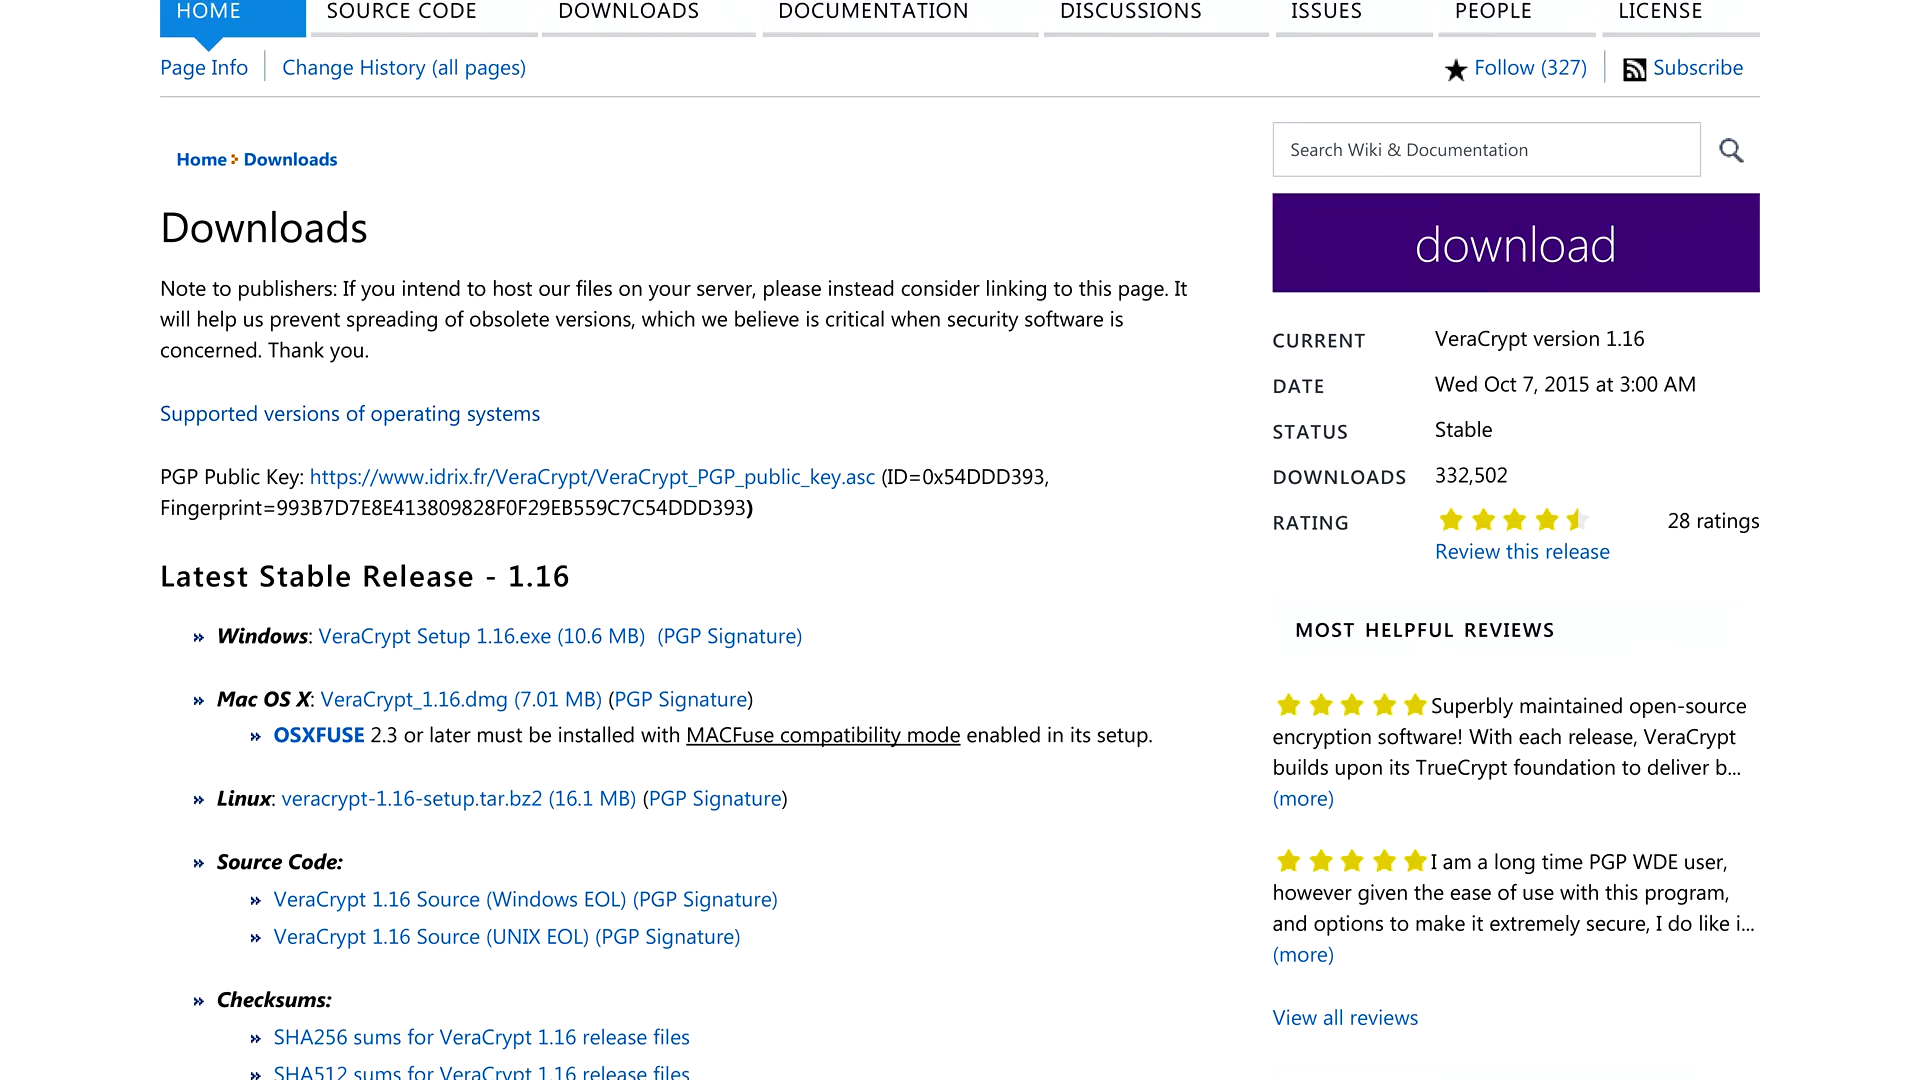 HOME SOURCE CODE DOWNLOADS DOCUMENTATION DISCUSSIONS ISSUES PEOPLE LICENSE
Page Info Change History (all pages) Follow (327) Subscribe
Home Downloads
Downloads
Note to publishers: If you intend to host our files on your server, please instead consider linking to this page. It
will help us prevent spreading of obsolete versions, which we believe is critical when security software is
concerned. Thank you.
Supported versions of operating systems
PGP Public Key: https://www.idrix.fr/VeraCrypt/VeraCrypt_PGP_public_key.asc (ID=0x54DDD393,
Fingerprint=993B7D7E8E413809828F0F29EB559C7C54DDD393)
Latest Stable Release - 1.16
» Windows: VeraCrypt Setup 1.16.exe (10.6 MB) (PGP Signature)
» Mac OS X: VeraCrypt_1.16.dmg (7.01 MB) (PGP Signature)
» OSXFUSE 2.3 or later must be installed with MACFuse compatibility mode enabled in its setup.
» Linux: veracrypt-1.16-setup.tar.bz2 (16.1 MB) (PGP Signature)
» Source Code:
» VeraCrypt 1.16 Source (Windows EOL) (PGP Signature)
» VeraCrypt 1.16 Source (UNIX EOL) (PGP Signature)
» Checksums:
» SHA256 sums for VeraCrypt 1.16 release files
» SHA512 sums for VeraCrypt 1.16 release files
Search Wiki & Documentation
download
CURRENT VeraCrypt version 1.16
DATE Wed Oct 7, 2015 at 3:00 AM
STATUS Stable
DOWNLOADS 332,502
RATING 28 ratings
Review this release
MOST HELPFUL REVIEWS
Superbly maintained open-source
encryption software! With each release, VeraCrypt
builds upon its TrueCrypt foundation to deliver b...
(more)
I am a long time PGP WDE user,
however given the ease of use with this program,
and options to make it extremely secure, I do like i...
(more)
View all reviews